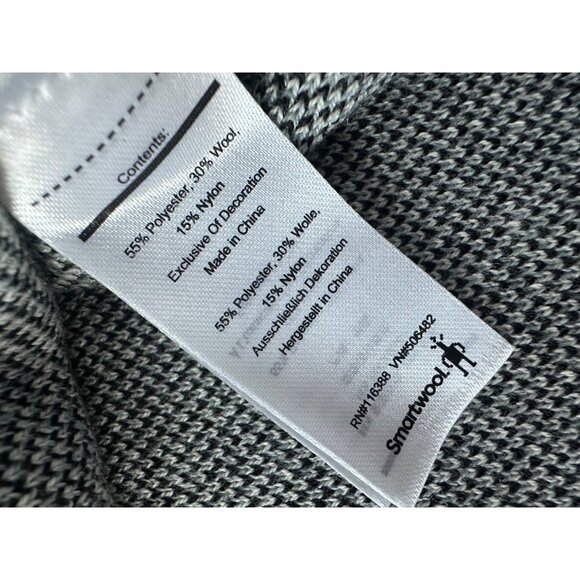 Contents:
55% Polyester, 30% Wool,
15% Nylon
Exclusive Of Decoration
Made in China
55% Polyester, 30% Wolle,
15% Nylon
Ausschließlich Dekoration
Hergestellt in China
RN#116388 VN#506482
Smartwool.